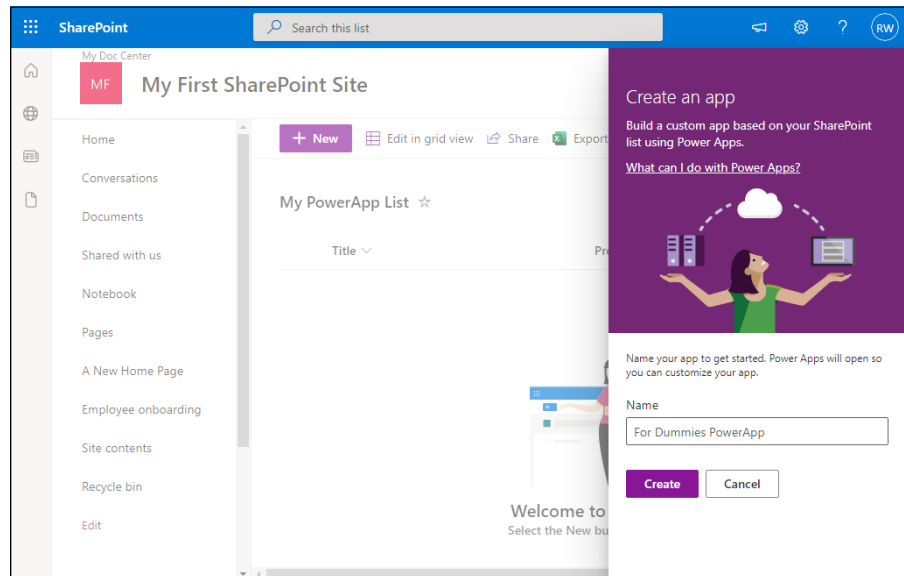 SharePoint
Search this list
RW
My Doc Center
MF
My First SharePoint Site
Home
Conversations
Documents
Shared with us
Notebook
Pages
A New Home Page
Employee onboarding
Site contents
Recycle bin
Edit
+ New
Edit in grid view
Share
Export
My PowerApp List
Title
Welcome to
Select the New
Create an app
Build a custom app based on your SharePoint
list using Power Apps.
What can I do with Power Apps?
Name your app to get started. Power Apps will open so
you can customize your app.
Name
For Dummies PowerApp
Create
Cancel